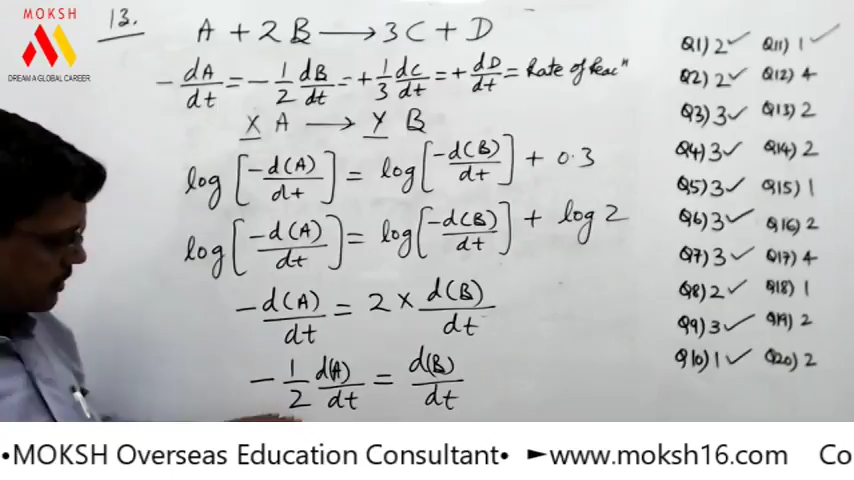 MOKSH
DREAM A GLOBAL CAREER
13.
A + 2B ⟶ 3C + D
- dA/dt = - 1/2 dB/dt = + 1/3 dC/dt = + dD/dt = Rate of Reacⁿ
X A ⟶ Y B
log [-d(A)/dt] = log [-d(B)/dt] + 0.3
log [-d(A)/dt] = log [-d(B)/dt] + log 2
- d(A)/dt = 2 × d(B)/dt
- 1/2 d(A)/dt = d(B)/dt
Q1) 2 ✓ Q11) 1 ✓
Q2) 2 ✓ Q12) 4
Q3) 3 ✓ Q13) 2
Q4) 3 ✓ Q14) 2
Q5) 3 ✓ Q15) 1
Q6) 3 ✓ Q16) 2
Q7) 3 ✓ Q17) 4
Q8) 2 ✓ Q18) 1
Q9) 3 ✓ Q19) 2
Q10) 1 ✓ Q20) 2
•MOKSH Overseas Education Consultant• ►www.moksh16.com Co